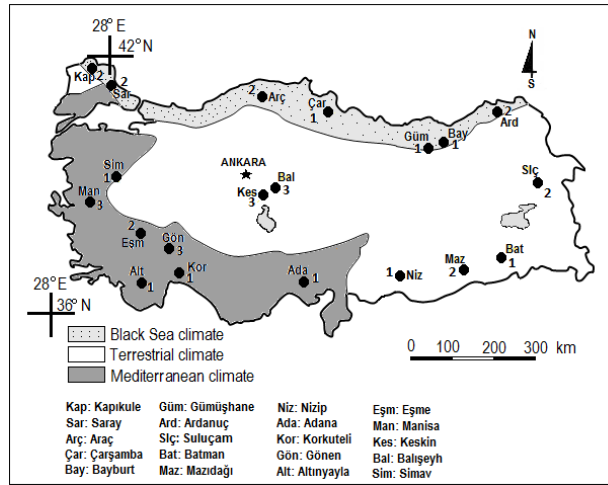 28° E
42° N
N
S
Kap 2
2
Sar
2 Arç
Çar
1
2
Ard
Güm Bay
1 1
Sim
1
ANKARA
Bal
3
Kes
3
Slç
2
Man
3
2
Eşm
Gön
3
Alt
1
Kor
1
Ada
1
1 Niz
Maz
2
Bat
1
28° E
36° N
Black Sea climate
Terrestrial climate
Mediterranean climate
0 100 200 300 km
Kap: Kapıkule Güm: Gümüşhane Niz: Nizip Eşm: Eşme
Sar: Saray Ard: Ardanuç Ada: Adana Man: Manisa
Arç: Araç Slç: Suluçam Kor: Korkuteli Kes: Keskin
Çar: Çarşamba Bat: Batman Gön: Gönen Bal: Balışeyh
Bay: Bayburt Maz: Mazıdağı Alt: Altınyayla Sim: Simav